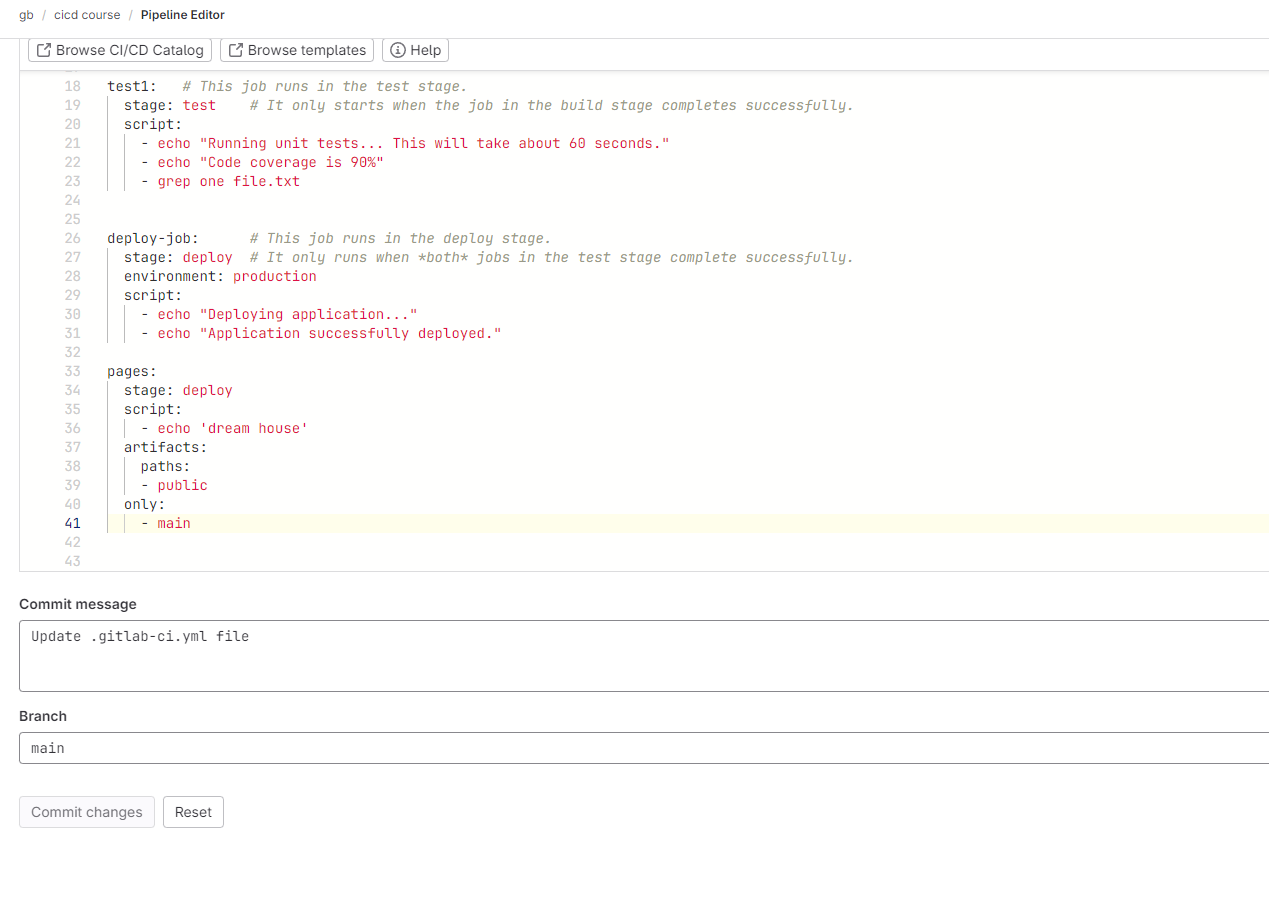 gb / cicd course / Pipeline Editor
Browse CI/CD Catalog Browse templates Help
18 test1:   # This job runs in the test stage.
19   stage: test    # It only starts when the job in the build stage completes successfully.
20   script:
21     - echo "Running unit tests... This will take about 60 seconds."
22     - echo "Code coverage is 90%"
23     - grep one file.txt
24
25
26 deploy-job:      # This job runs in the deploy stage.
27   stage: deploy  # It only runs when *both* jobs in the test stage complete successfully.
28   environment: production
29   script:
30     - echo "Deploying application..."
31     - echo "Application successfully deployed."
32
33 pages:
34   stage: deploy
35   script:
36     - echo 'dream house'
37   artifacts:
38     paths:
39     - public
40   only:
41     - main
42
43
Commit message
Update .gitlab-ci.yml file
Branch
main
Commit changes Reset